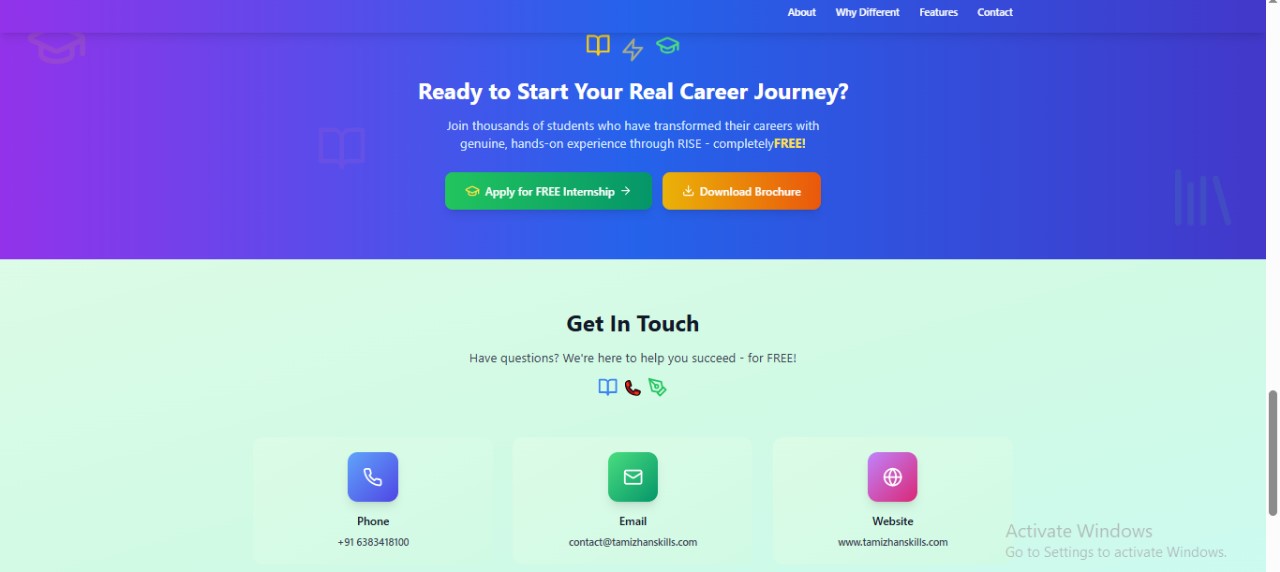 About Why Different Features Contact
Ready to Start Your Real Career Journey?
Join thousands of students who have transformed their careers with
genuine, hands-on experience through RISE - completelyFREE!
Apply for FREE Internship → Download Brochure
Get In Touch
Have questions? We're here to help you succeed - for FREE!
Phone Email Website
+91 6383418100 contact@tamizhanskills.com www.tamizhanskills.com
Activate Windows
Go to Settings to activate Windows.